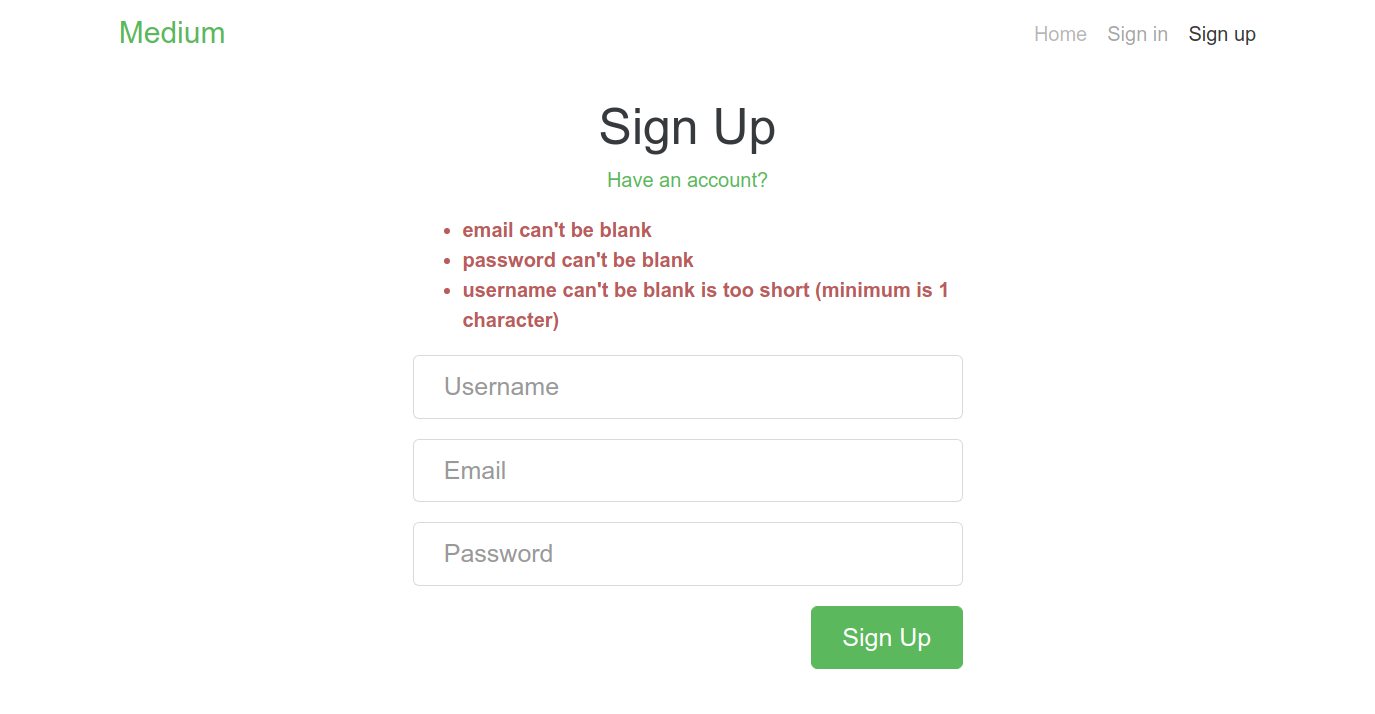 Medium
Home Sign in Sign up
Sign Up
Have an account?
email can't be blank
password can't be blank
username can't be blank is too short (minimum is 1
character)
Username
Email
Password
Sign Up